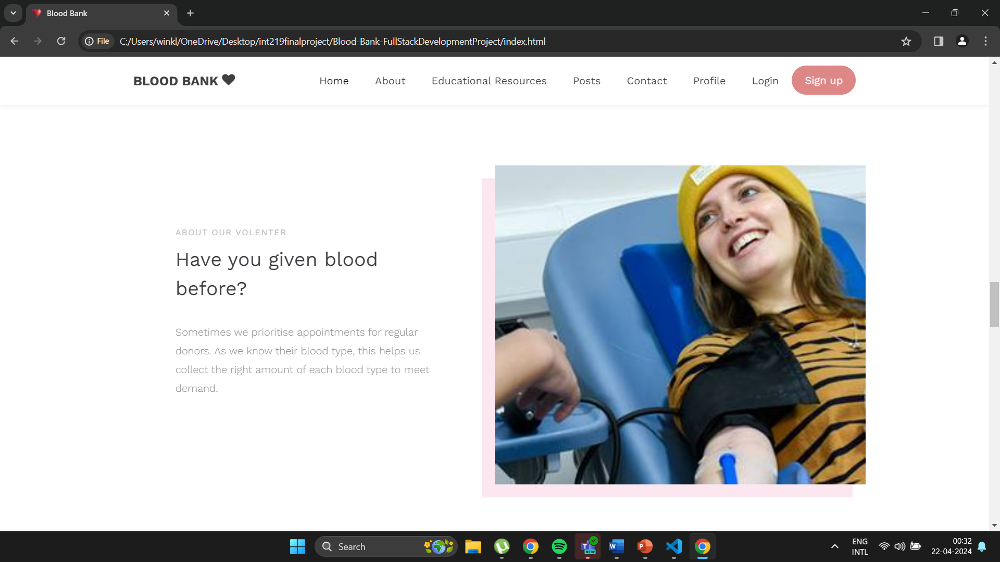 Blood Bank
File
C:/Users/winkl/OneDrive/Desktop/int219finalproject/Blood-Bank-FullStackDevelopmentProject/index.html
BLOOD BANK
Home
About
Educational Resources
Posts
Contact
Profile
Login
Sign up
ABOUT OUR VOLENTER
Have you given blood
before?
Sometimes we prioritise appointments for regular
donors. As we know their blood type, this helps us
collect the right amount of each blood type to meet
demand.
Search
NEW
ENG
INTL
00:32
22-04-2024